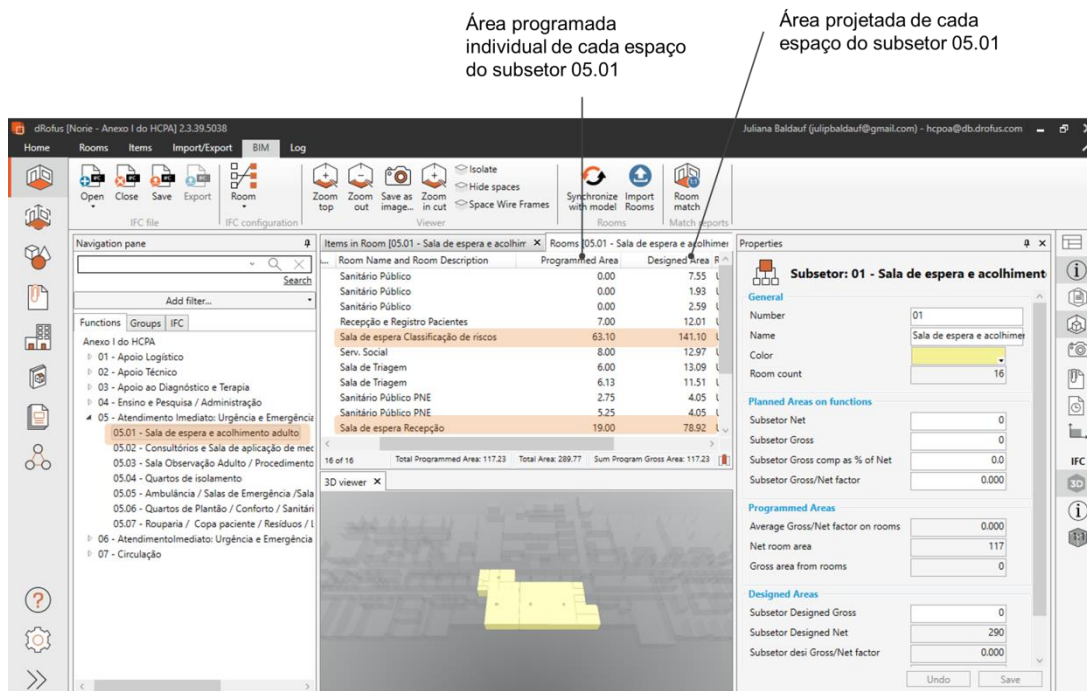 Área programada
individual de cada espaço
do subsetor 05.01
Área projetada de cada
espaço do subsetor 05.01
dRofus [Norie - Anexo I do HCPA] 2.3.39.5038
Juliana Baldauf (julipbaldauf@gmail.com) - hcpoa@db.drofus.com
Home Rooms Items Import/Export BIM Log
Open Close Save Export
IFC file
Room
IFC configuration
Zoom top
Zoom out
Save as image...
Zoom in cut
Isolate
Hide spaces
Space Wire Frames
Viewer
Synchronize with model
Import Rooms
Rooms
Room match
Match reports
Navigation pane
Search
Add filter...
Functions Groups IFC
Anexo I do HCPA
01 - Apoio Logístico
02 - Apoio Técnico
03 - Apoio ao Diagnóstico e Terapia
04 - Ensino e Pesquisa / Administração
05 - Atendimento Imediato: Urgência e Emergência
05.01 - Sala de espera e acolhimento adulto
05.02 - Consultórios e Sala de aplicação de med
05.03 - Sala Observação Adulto / Procedimento
05.04 - Quartos de isolamento
05.05 - Ambulância / Salas de Emergência /Sala
05.06 - Quartos de Plantão / Conforto / Sanitári
05.07 - Rouparia / Copa paciente / Resíduos / L
06 - AtendimentoImediato: Urgência e Emergência
07 - Circulação
Items in Room [05.01 - Sala de espera e acolhim Rooms [05.01 - Sala de espera e acolhimer
... Room Name and Room Description Programmed Area Designed Area R
Sanitário Público 0.00 7.55
Sanitário Público 0.00 1.93
Sanitário Público 0.00 2.59
Recepção e Registro Pacientes 7.00 12.01
Sala de espera Classificação de riscos 63.10 141.10
Serv. Social 8.00 12.97
Sala de Triagem 6.00 13.09
Sala de Triagem 6.13 11.51
Sanitário Público PNE 2.75 4.05
Sanitário Público PNE 5.25 4.05
Sala de espera Recepção 19.00 78.92
16 of 16 Total Programmed Area: 117.23 Total Area: 289.77 Sum Program Gross Area: 117.23
3D viewer
Properties
Subsetor: 01 - Sala de espera e acolhiment
General
Number 01
Name Sala de espera e acolhimer
Color
Room count 16
Planned Areas on functions
Subsetor Net 0
Subsetor Gross 0
Subsetor Gross comp as % of Net 0.0
Subsetor Gross/Net factor 0.000
Programmed Areas
Average Gross/Net factor on rooms 0.000
Net room area 117
Gross area from rooms 0
Designed Areas
Subsetor Designed Gross 0
Subsetor Designed Net 290
Subsetor desi Gross/Net factor 0.000
Undo Save
IFC
3D
1:1